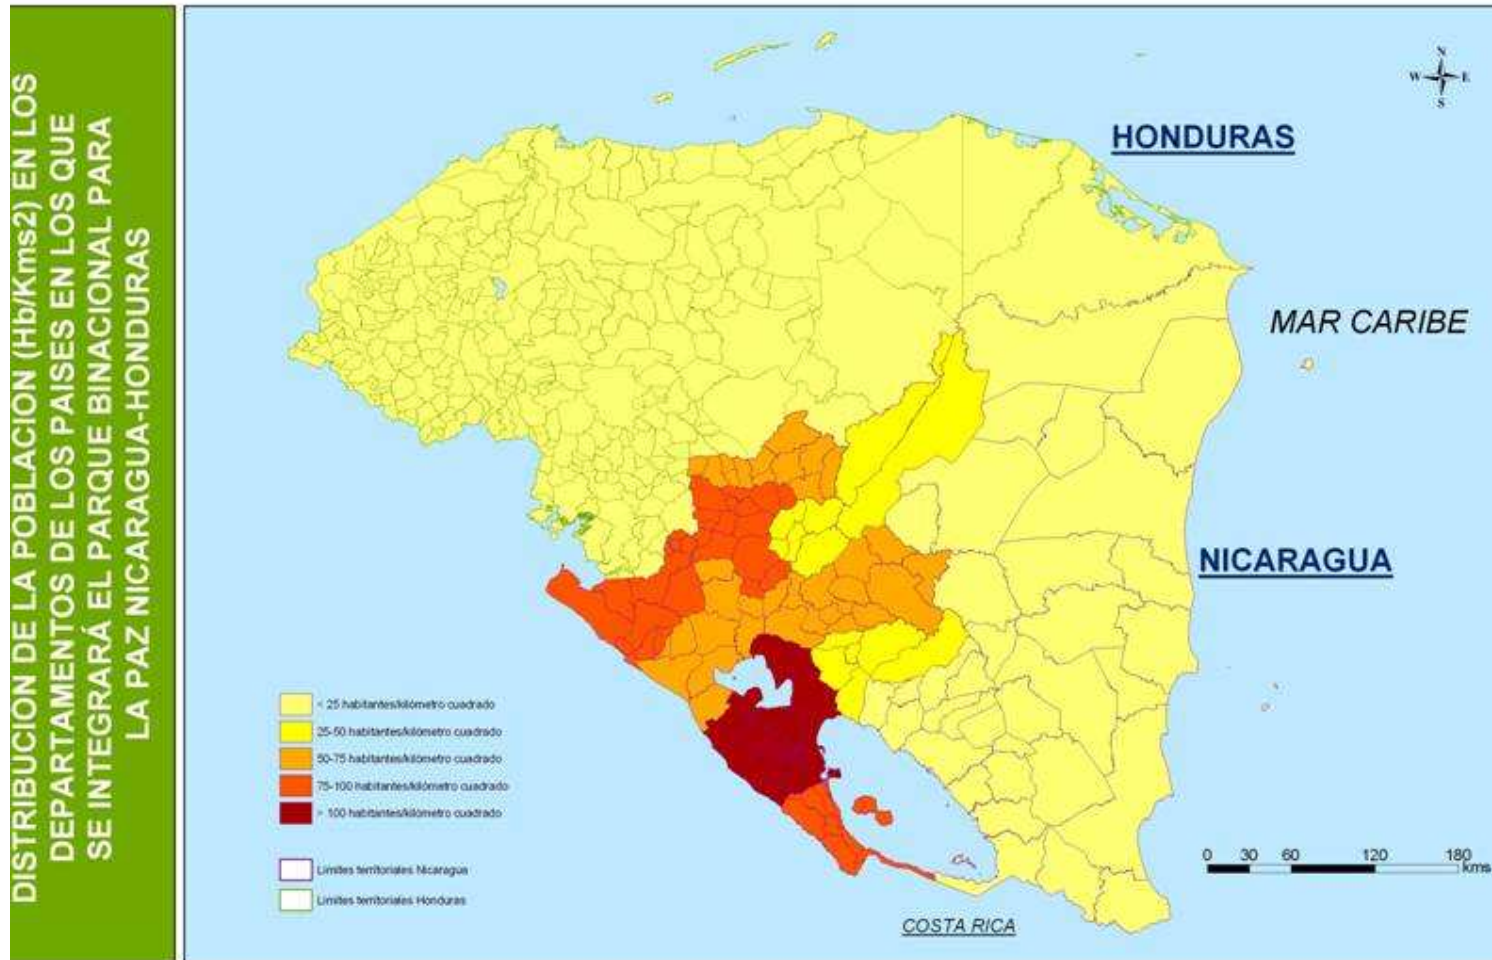 DISTRIBUCION DE LA POBLACION (Hb/Kms2) EN LOS
DEPARTAMENTOS DE LOS PAISES EN LOS QUE
SE INTEGRARÁ EL PARQUE BINACIONAL PARA
LA PAZ NICARAGUA-HONDURAS
N
W E
S
HONDURAS
MAR CARIBE
NICARAGUA
< 25 habitantes/kilómetro cuadrado
25-50 habitantes/kilómetro cuadrado
50-75 habitantes/kilómetro cuadrado
75-100 habitantes/kilómetro cuadrado
> 100 habitantes/kilómetro cuadrado
Limites territoriales Nicaragua
Limites territoriales Honduras
0 30 60 120 180
kms
COSTA RICA